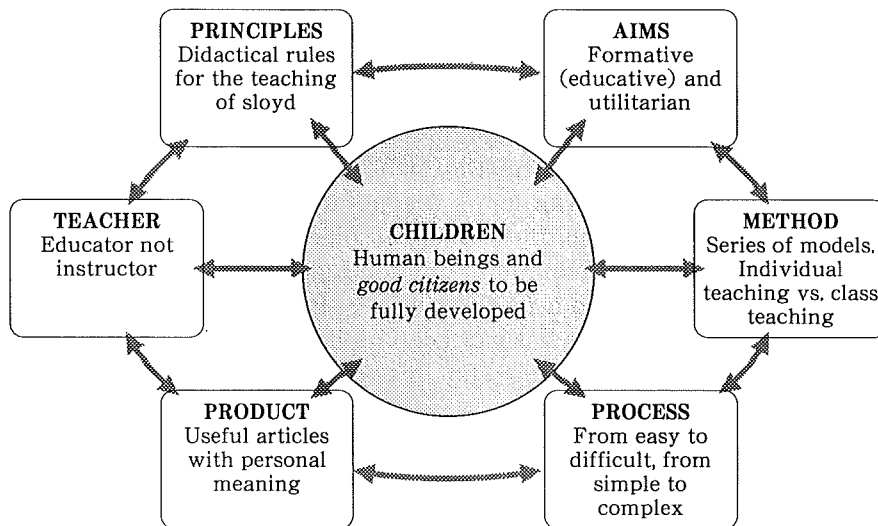 PRINCIPLES
Didactical rules
for the teaching
of sloyd
AIMS
Formative
(educative) and
utilitarian
TEACHER
Educator not
instructor
CHILDREN
Human beings and
good citizens to be
fully developed
METHOD
Series of models.
Individual
teaching vs. class
teaching
PRODUCT
Useful articles
with personal
meaning
PROCESS
From easy to
difficult, from
simple to
complex